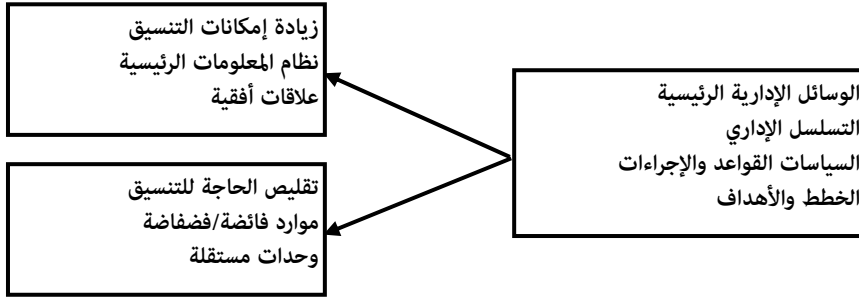 الوسائل الإدارية الرئيسية
التسلسل الإداري
السياسات القواعد والإجراءات
الخطط والأهداف
زيادة إمكانات التنسيق
نظام المعلومات الرئيسية
علاقات أفقية
تقليص الحاجة للتنسيق
موارد فائضة/فضفاضة
وحدات مستقلة